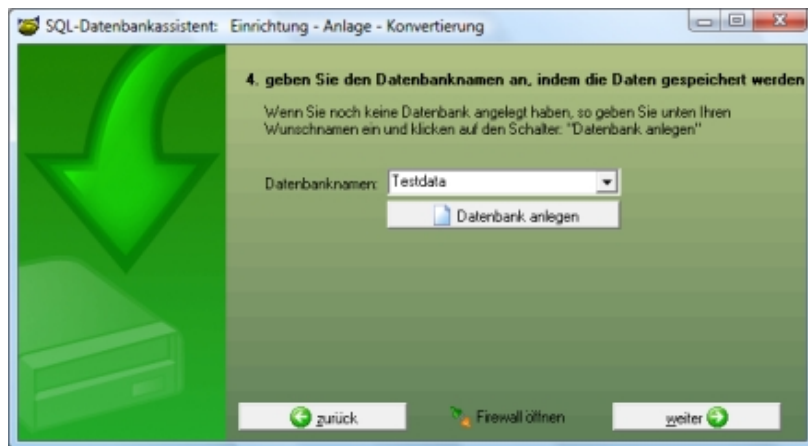 SQL-Datenbankassistent: Einrichtung - Anlage - Konvertierung
4. geben Sie den Datenbanknamen an, indem die Daten gespeichert werden
Wenn Sie noch keine Datenbank angelegt haben, so geben Sie unten Ihren
Wunschnamen ein und klicken auf den Schalter: "Datenbank anlegen"
Datenbanknamen: Testdata
Datenbank anlegen
zurück Firewall öffnen weiter